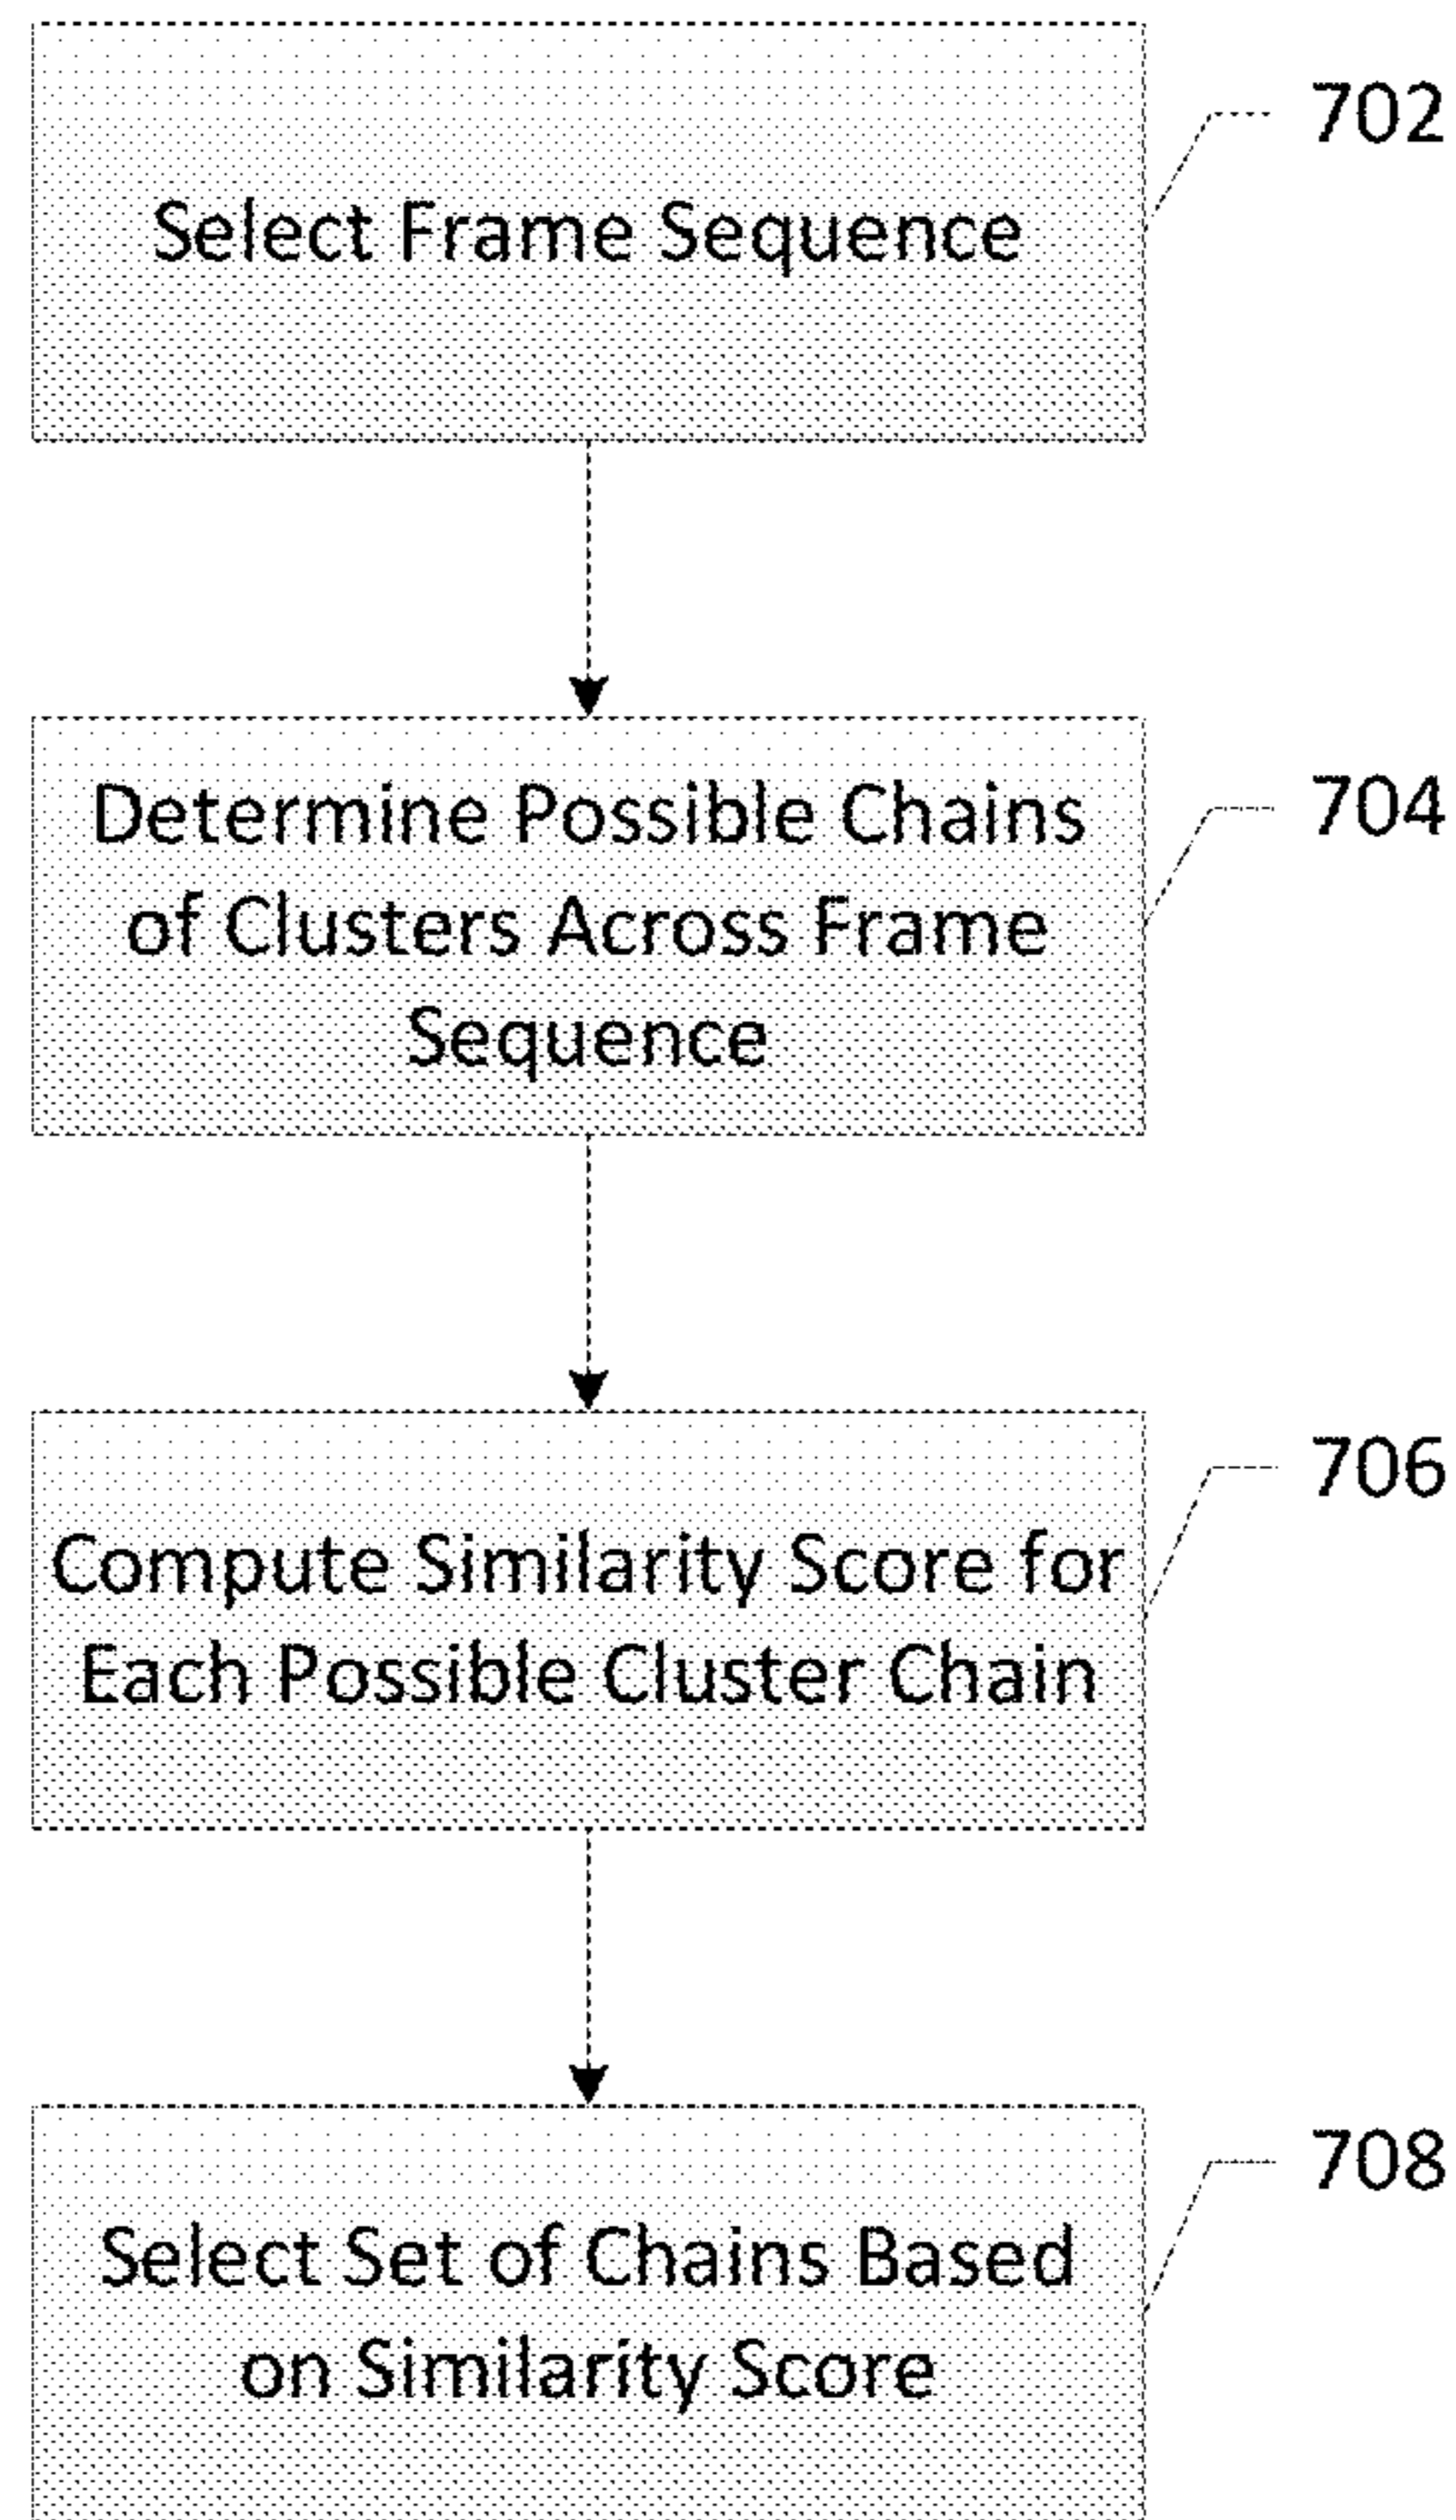 Select Frame Sequence
702
Determine Possible Chains
of Clusters Across Frame
Sequence
704
Compute Similarity Score for
Each Possible Cluster Chain
706
Select Set of Chains Based
on Similarity Score
708